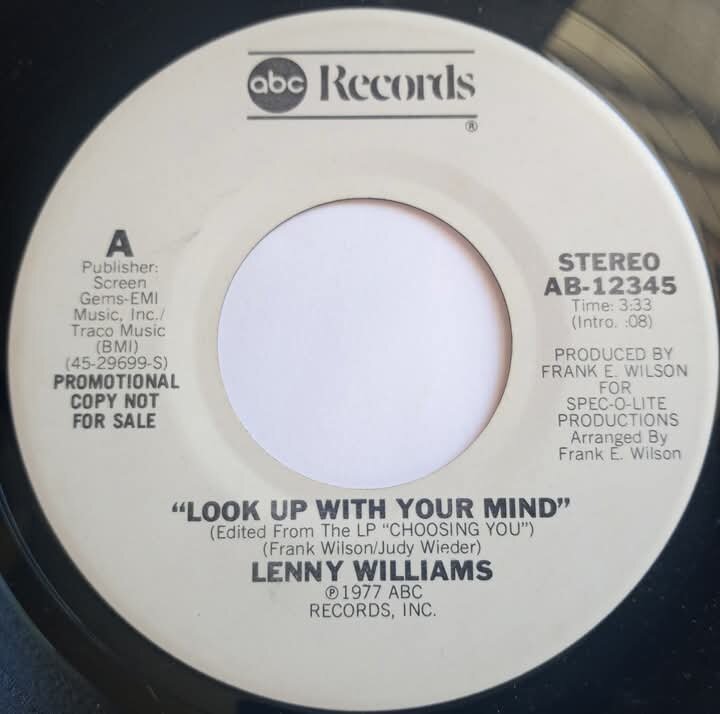 abc Records
®
A
Publisher:
Screen
Gems-EMI
Music, Inc./
Traco Music
(BMI)
(45-29699-S)
PROMOTIONAL
COPY NOT
FOR SALE
STEREO
AB-12345
Time: 3:33
(Intro. :08)
PRODUCED BY
FRANK E. WILSON
FOR
SPEC-O-LITE
PRODUCTIONS
Arranged By
Frank E. Wilson
“LOOK UP WITH YOUR MIND”
(Edited From The LP “CHOOSING YOU”)
(Frank Wilson/Judy Wieder)
LENNY WILLIAMS
℗1977 ABC
RECORDS, INC.